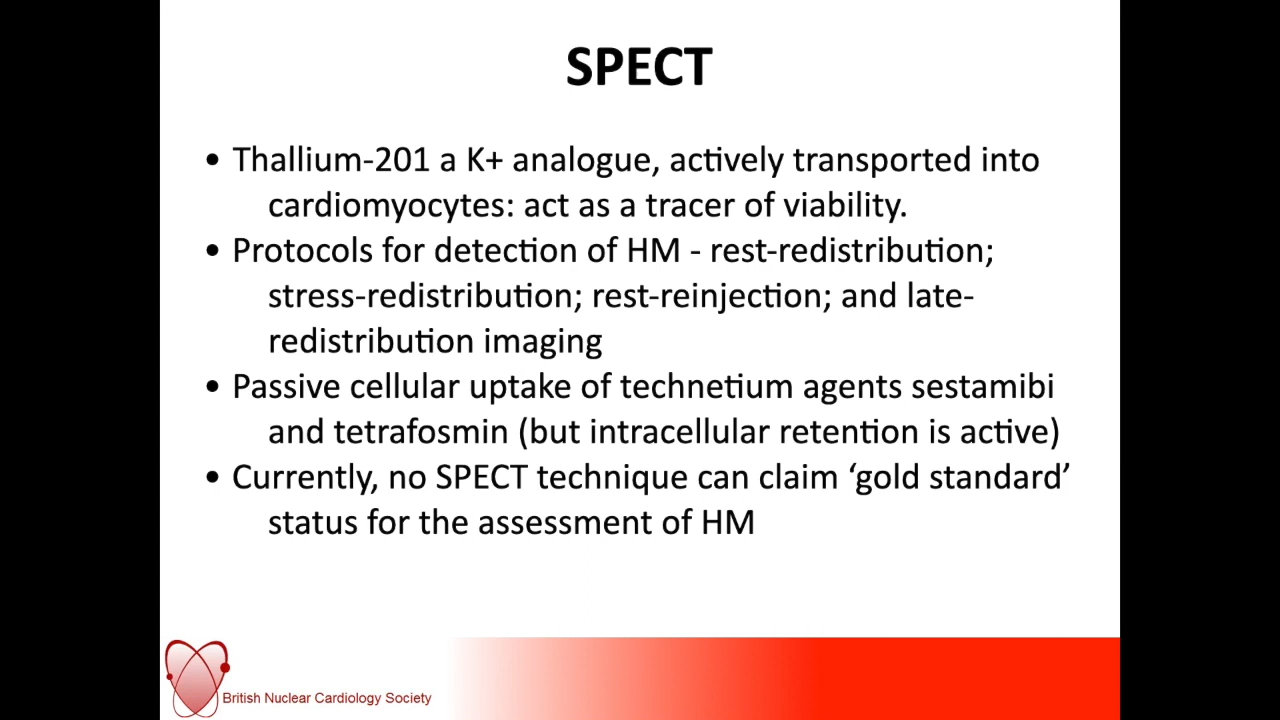 SPECT
• Thallium-201 a K+ analogue, actively transported into
cardiomyocytes: act as a tracer of viability.
• Protocols for detection of HM - rest-redistribution;
stress-redistribution; rest-reinjection; and late-
redistribution imaging
• Passive cellular uptake of technetium agents sestamibi
and tetrafosmin (but intracellular retention is active)
• Currently, no SPECT technique can claim ‘gold standard’
status for the assessment of HM
British Nuclear Cardiology Society